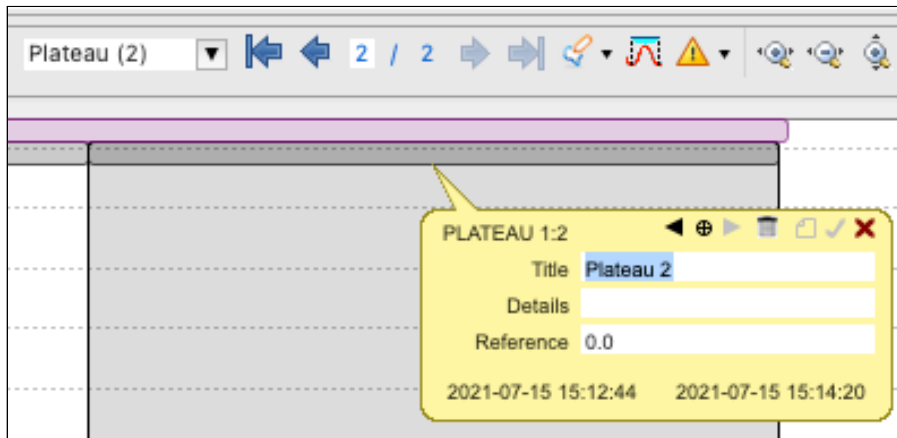 Plateau (2)
2 / 2
PLATEAU 1:2
Title Plateau 2
Details
Reference 0.0
2021-07-15 15:12:44 2021-07-15 15:14:20